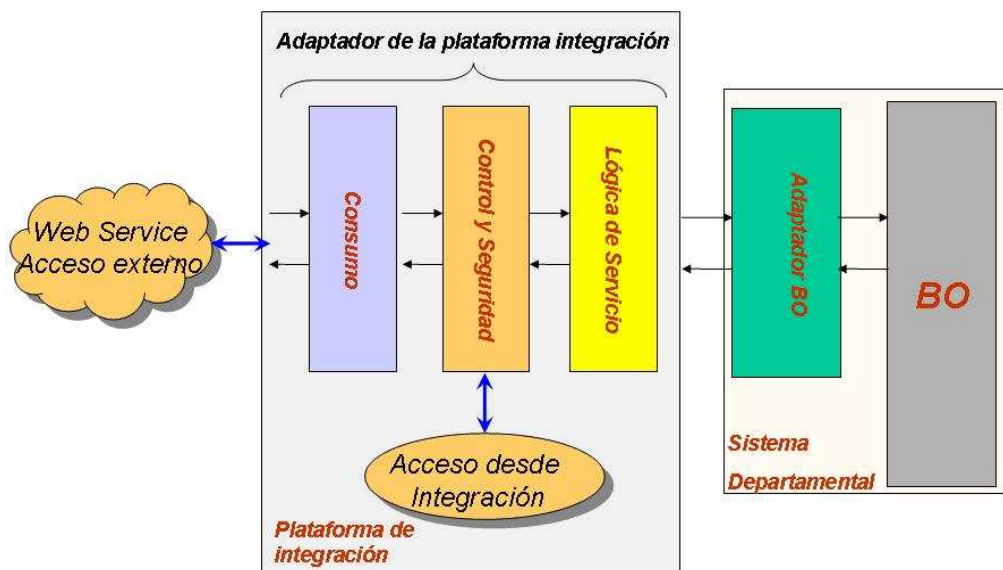 Adaptador de la plataforma integración
Web Service
Acceso externo
Consumo
Control y Seguridad
Lógica de Servicio
Adaptador BO
BO
Acceso desde
Integración
Plataforma de
integración
Sistema
Departamental